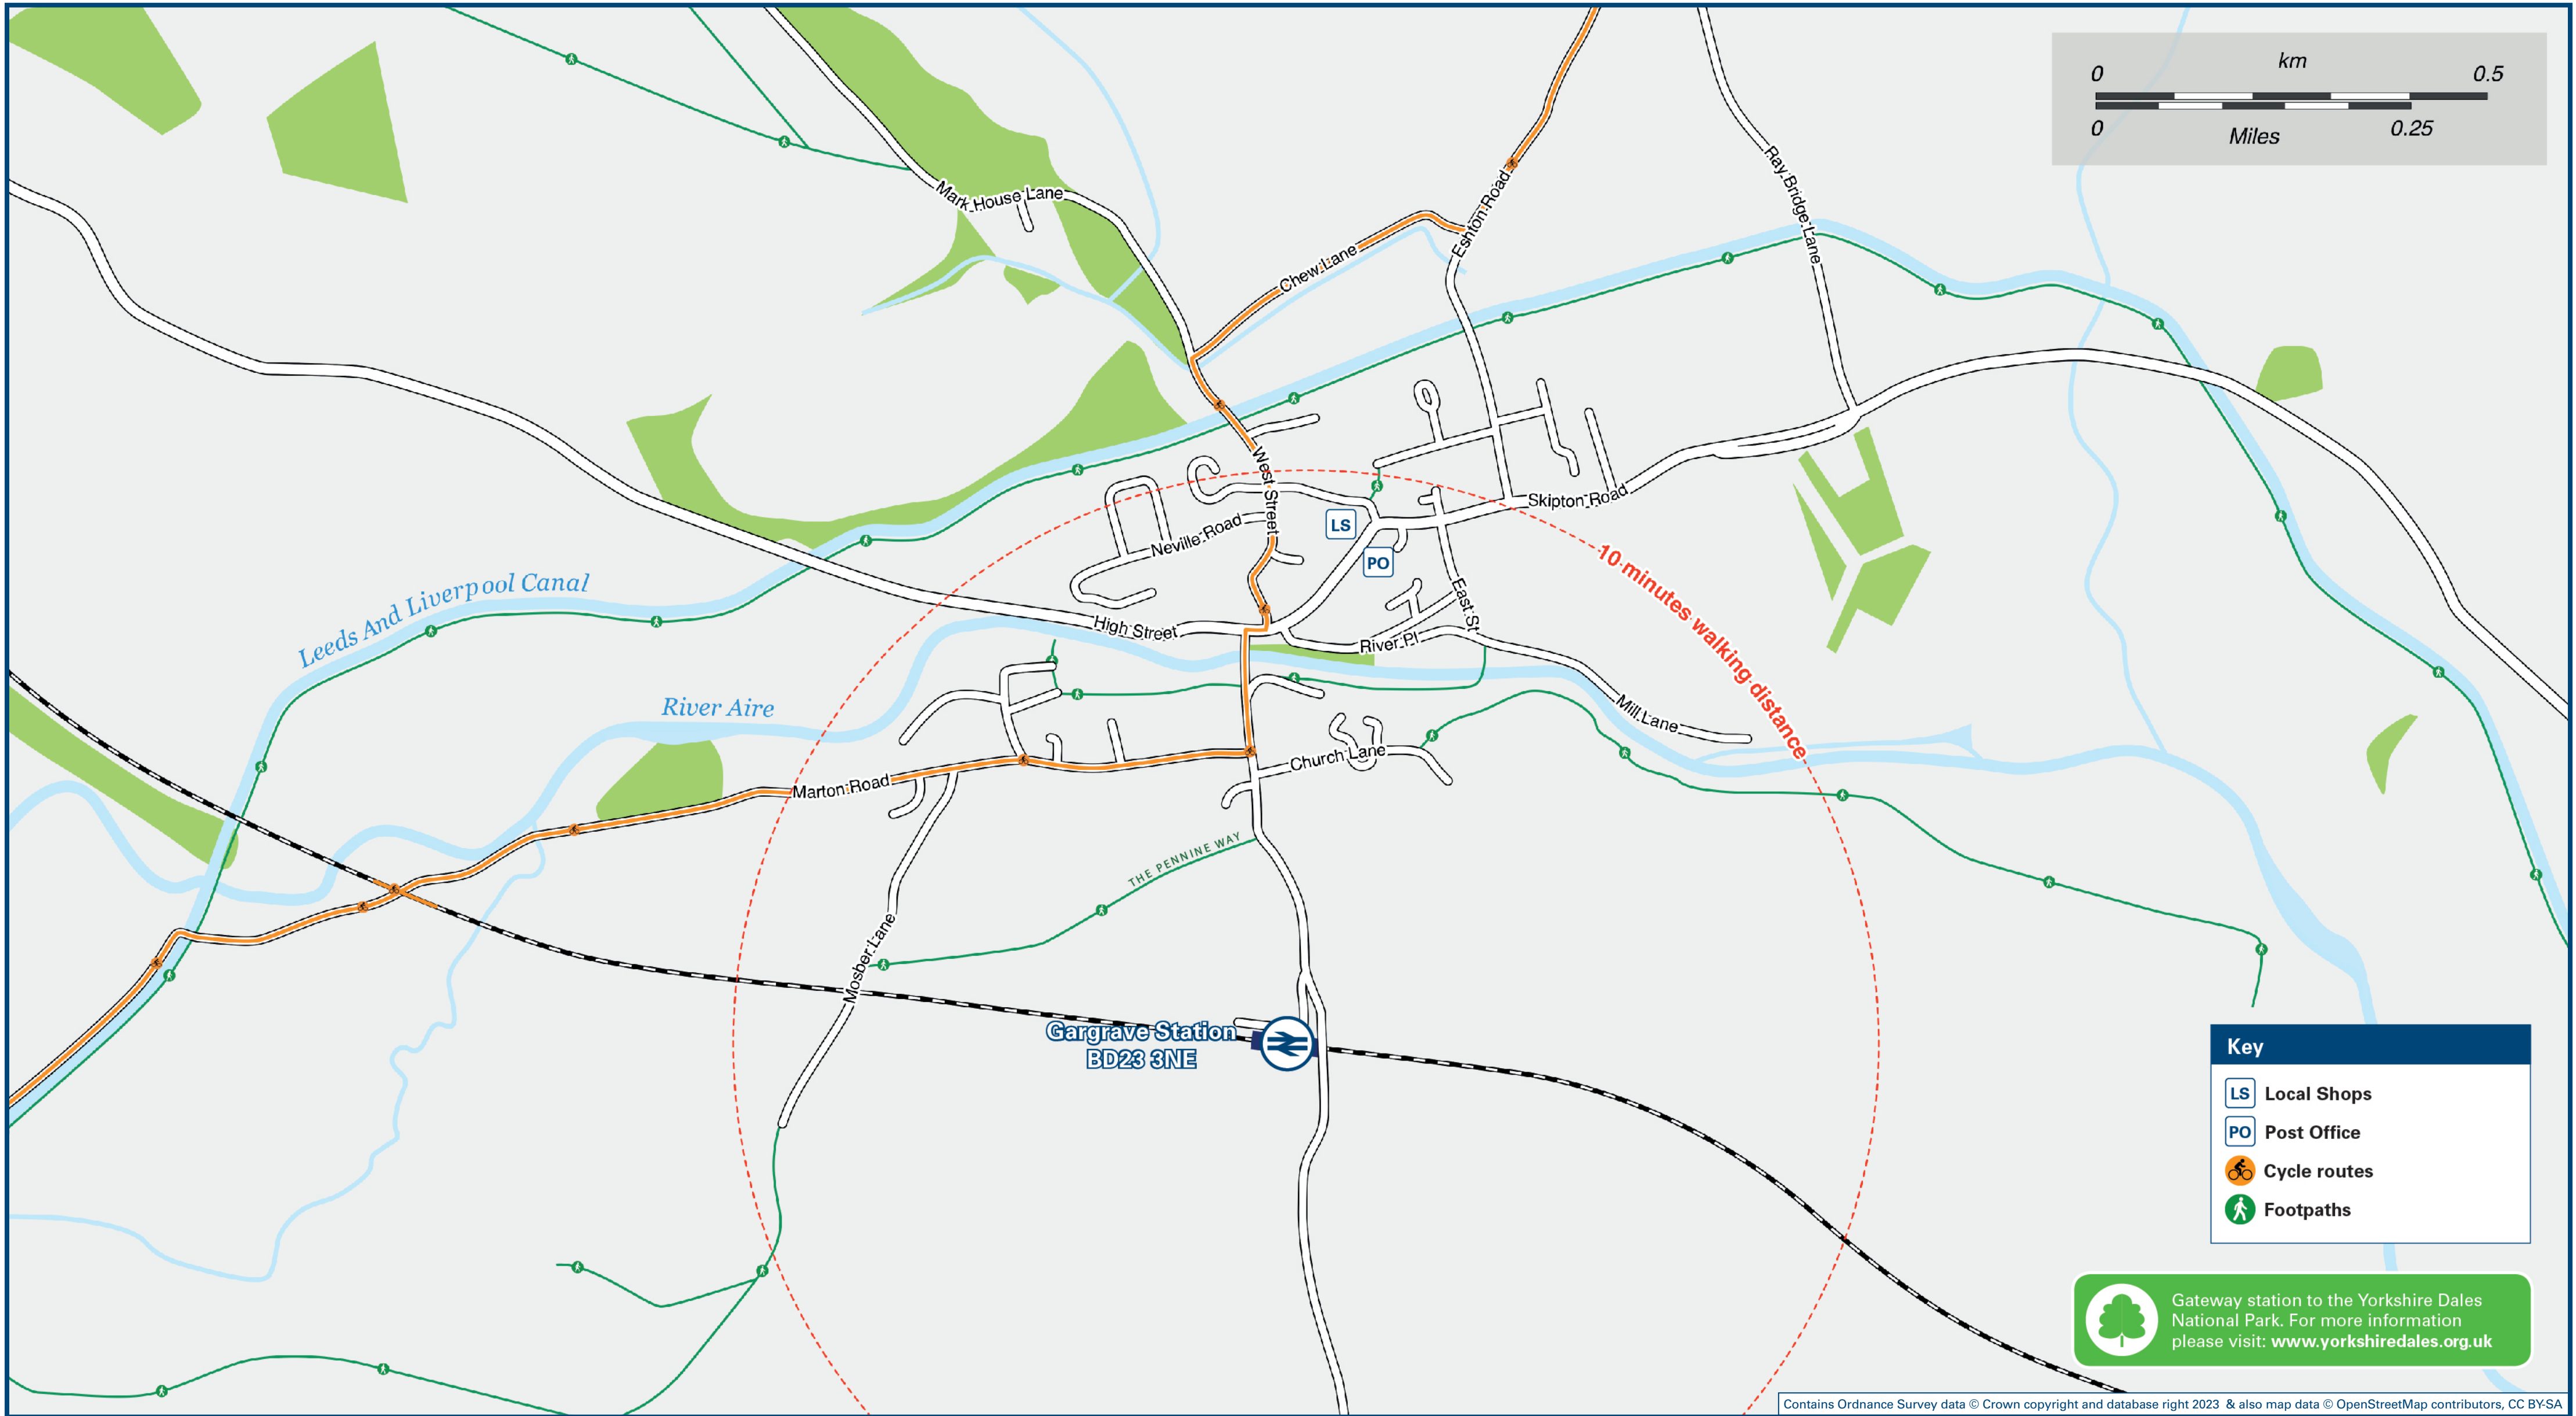 km
0 0.5
0 0.25
Miles
Mark House Lane
Eshton Road
Ray Bridge Lane
Chew Lane
West Street
Skipton Road
LS
Neville Road
PO
10 minutes walking distance
Leeds And Liverpool Canal
East St
High Street
River Pl
River Aire
Mill Lane
Church Lane
Marton Road
THE PENNINE WAY
Mosber Lane
Gargrave Station
BD23 3NE
Key
LS Local Shops
PO Post Office
Cycle routes
Footpaths
Gateway station to the Yorkshire Dales
National Park. For more information
please visit: www.yorkshiredales.org.uk
Contains Ordnance Survey data © Crown copyright and database right 2023 & also map data © OpenStreetMap contributors, CC BY-SA